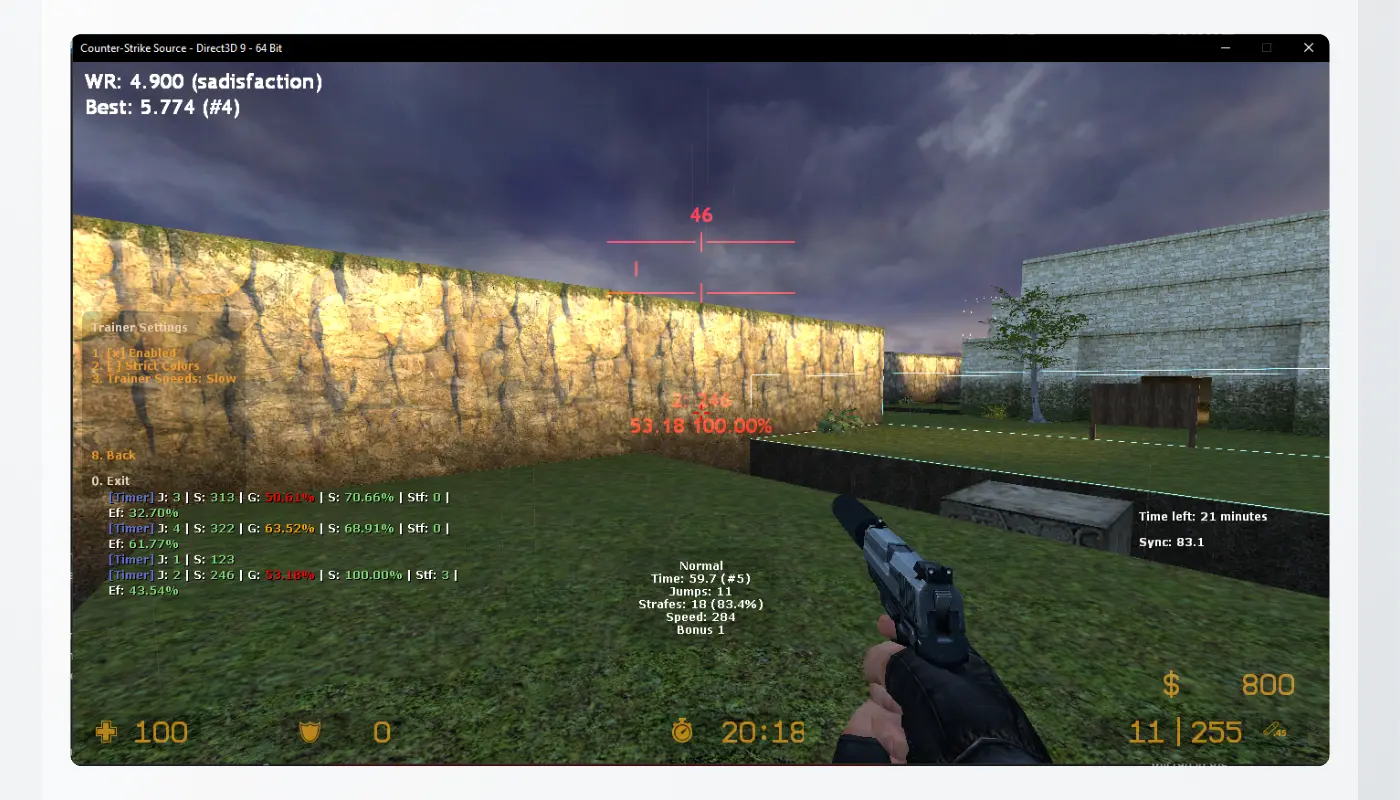 Counter-Strike Source - Direct3D 9 - 64 Bit
WR: 4.900 (sadisfaction)
Best: 5.774 (#4)
46
Trainer Settings
1. [x] Enabled
2. [ ] Strict Colors
3. Trainer Speeds: Slow
2: 246
53.18 100.00%
8. Back
0. Exit
[Timer] J: 3 | S: 313 | G: 50.61% | S: 70.66% | Stf: 0 |
Ef: 32.70%
[Timer] J: 4 | S: 322 | G: 63.52% | S: 68.91% | Stf: 0 |
Ef: 61.77%
[Timer] J: 1 | S: 123
[Timer] J: 2 | S: 246 | G: 53.18% | S: 100.00% | Stf: 3 |
Ef: 43.54%
Time left: 21 minutes
Sync: 83.1
Normal
Time: 59.7 (#5)
Jumps: 11
Strafes: 18 (83.4%)
Speed: 284
Bonus 1
$ 800
100 0 20:18 11 | 255 .45